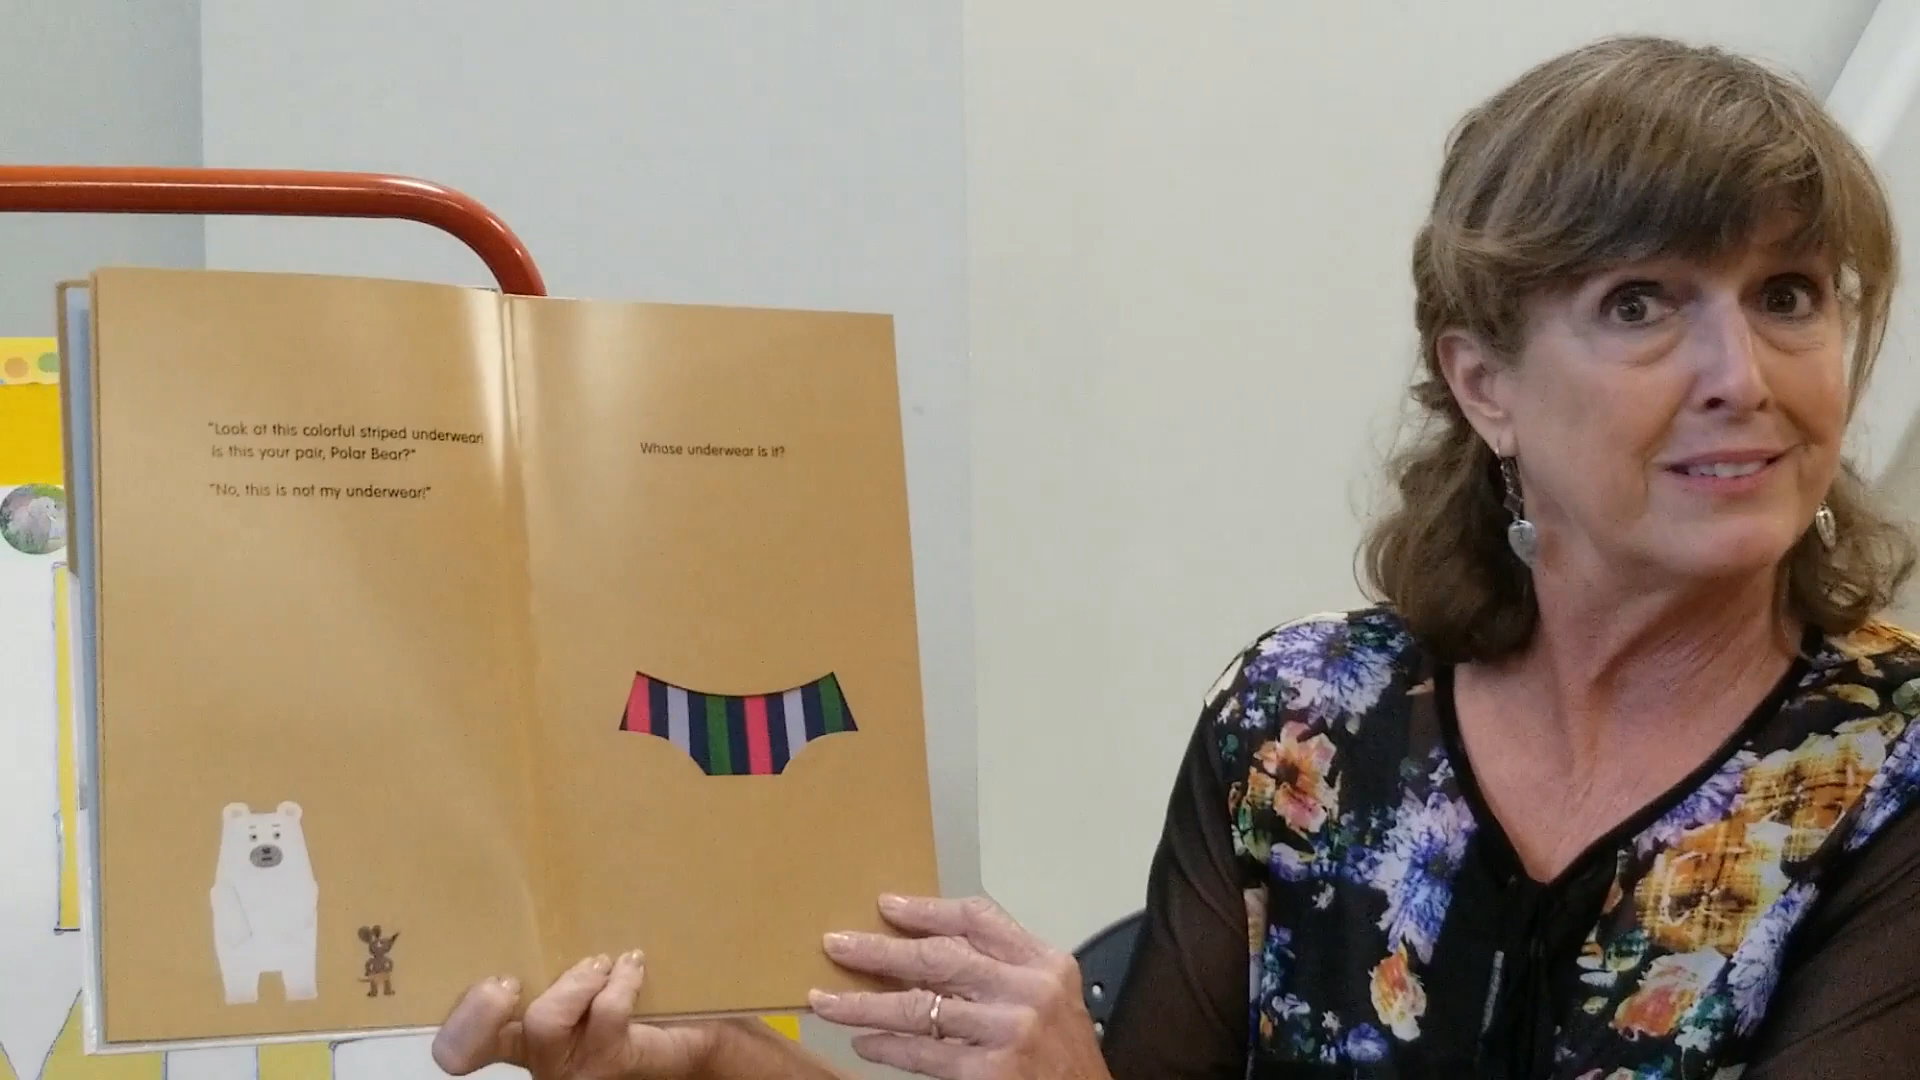 "Look at this colorful striped underwear!
Is this your pair, Polar Bear?"
"No, this is not my underwear!"
Whose underwear is it?